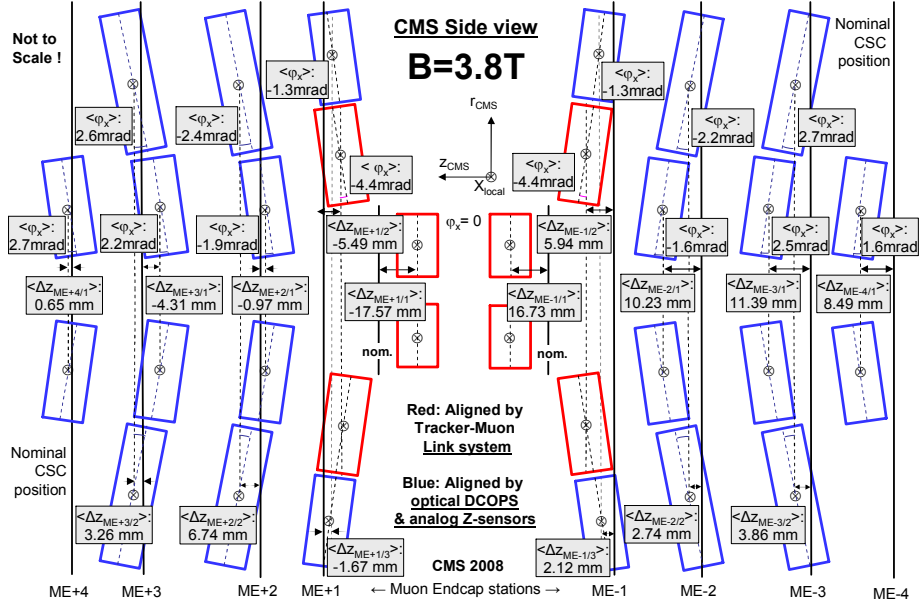 CMS Side view
B=3.8T
Not to
Scale !
Nominal
CSC
position
<φx>:
-1.3mrad
<φx>:
-1.3mrad
<φx>:
2.6mrad
<φx>:
-2.4mrad
<φx>:
-2.2mrad
<φx>:
2.7mrad
rCMS
zCMS
Xlocal
< φx>:
-4.4mrad
<φx>:
-4.4mrad
φx= 0
<φx>:
2.7mrad
<φx>:
2.2mrad
<φx>:
-1.9mrad
<φx>:
-1.6mrad
<φx>:
2.5mrad
<φx>:
1.6mrad
<ΔzME+1/2>:
-5.49 mm
<ΔzME-1/2>:
5.94 mm
<ΔzME+4/1>:
0.65 mm
<ΔzME+3/1>:
-4.31 mm
<ΔzME+2/1>:
-0.97 mm
<ΔzME+1/1>:
-17.57 mm
<ΔzME-1/1>:
16.73 mm
<ΔzME-2/1>:
10.23 mm
<ΔzME-3/1>:
11.39 mm
<ΔzME-4/1>:
8.49 mm
nom.
nom.
Red: Aligned by
Tracker-Muon
Link system
Blue: Aligned by
optical DCOPS
& analog Z-sensors
Nominal
CSC
position
<ΔzME+3/2>:
3.26 mm
<ΔzME+2/2>:
6.74 mm
<ΔzME+1/3>:
-1.67 mm
<ΔzME-1/3>:
2.12 mm
<ΔzME-2/2>:
2.74 mm
<ΔzME-3/2>:
3.86 mm
CMS 2008
ME+4 ME+3 ME+2 ME+1 ← Muon Endcap stations → ME-1 ME-2 ME-3 ME-4